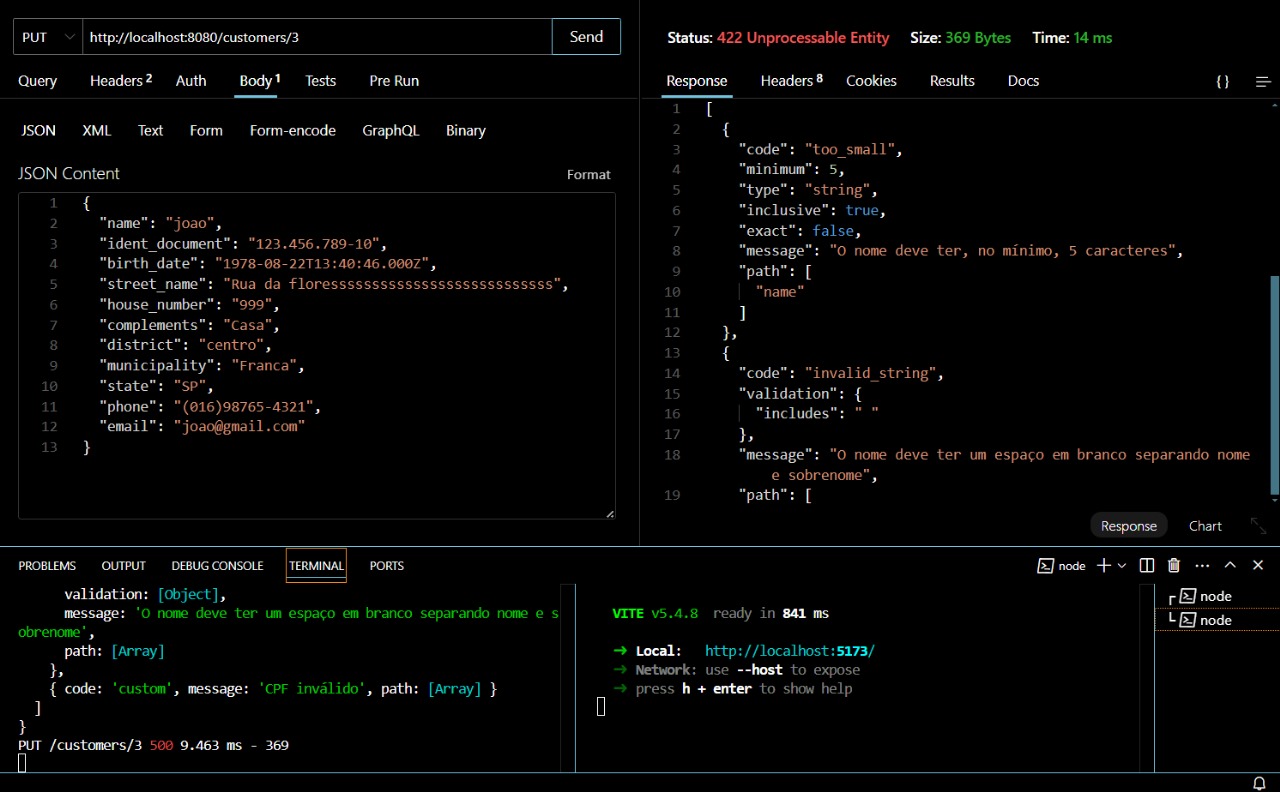 PUT http://localhost:8080/customers/3 Send
Query Headers 2 Auth Body 1 Tests Pre Run
JSON XML Text Form Form-encode GraphQL Binary
JSON Content Format
1 {
2 "name": "joao",
3 "ident_document": "123.456.789-10",
4 "birth_date": "1978-08-22T13:40:46.000Z",
5 "street_name": "Rua da floresssssssssssssssssssssssssss",
6 "house_number": "999",
7 "complements": "Casa",
8 "district": "centro",
9 "municipality": "Franca",
10 "state": "SP",
11 "phone": "(016)98765-4321",
12 "email": "joao@gmail.com"
13 }
Status: 422 Unprocessable Entity Size: 369 Bytes Time: 14 ms
Response Headers 8 Cookies Results Docs { }
1 [
2 {
3 "code": "too_small",
4 "minimum": 5,
5 "type": "string",
6 "inclusive": true,
7 "exact": false,
8 "message": "O nome deve ter, no mínimo, 5 caracteres",
9 "path": [
10 "name"
11 ]
12 },
13 {
14 "code": "invalid_string",
15 "validation": {
16 "includes": " "
17 },
18 "message": "O nome deve ter um espaço em branco separando nome
e sobrenome",
19 "path": [
Response Chart
PROBLEMS OUTPUT DEBUG CONSOLE TERMINAL PORTS node
validation: [Object],
message: 'O nome deve ter um espaço em branco separando nome e s
obrenome',
path: [Array]
},
{ code: 'custom', message: 'CPF inválido', path: [Array] }
]
}
PUT /customers/3 500 9.463 ms - 369
VITE v5.4.8 ready in 841 ms
➜ Local: http://localhost:5173/
➜ Network: use --host to expose
➜ press h + enter to show help
node
node